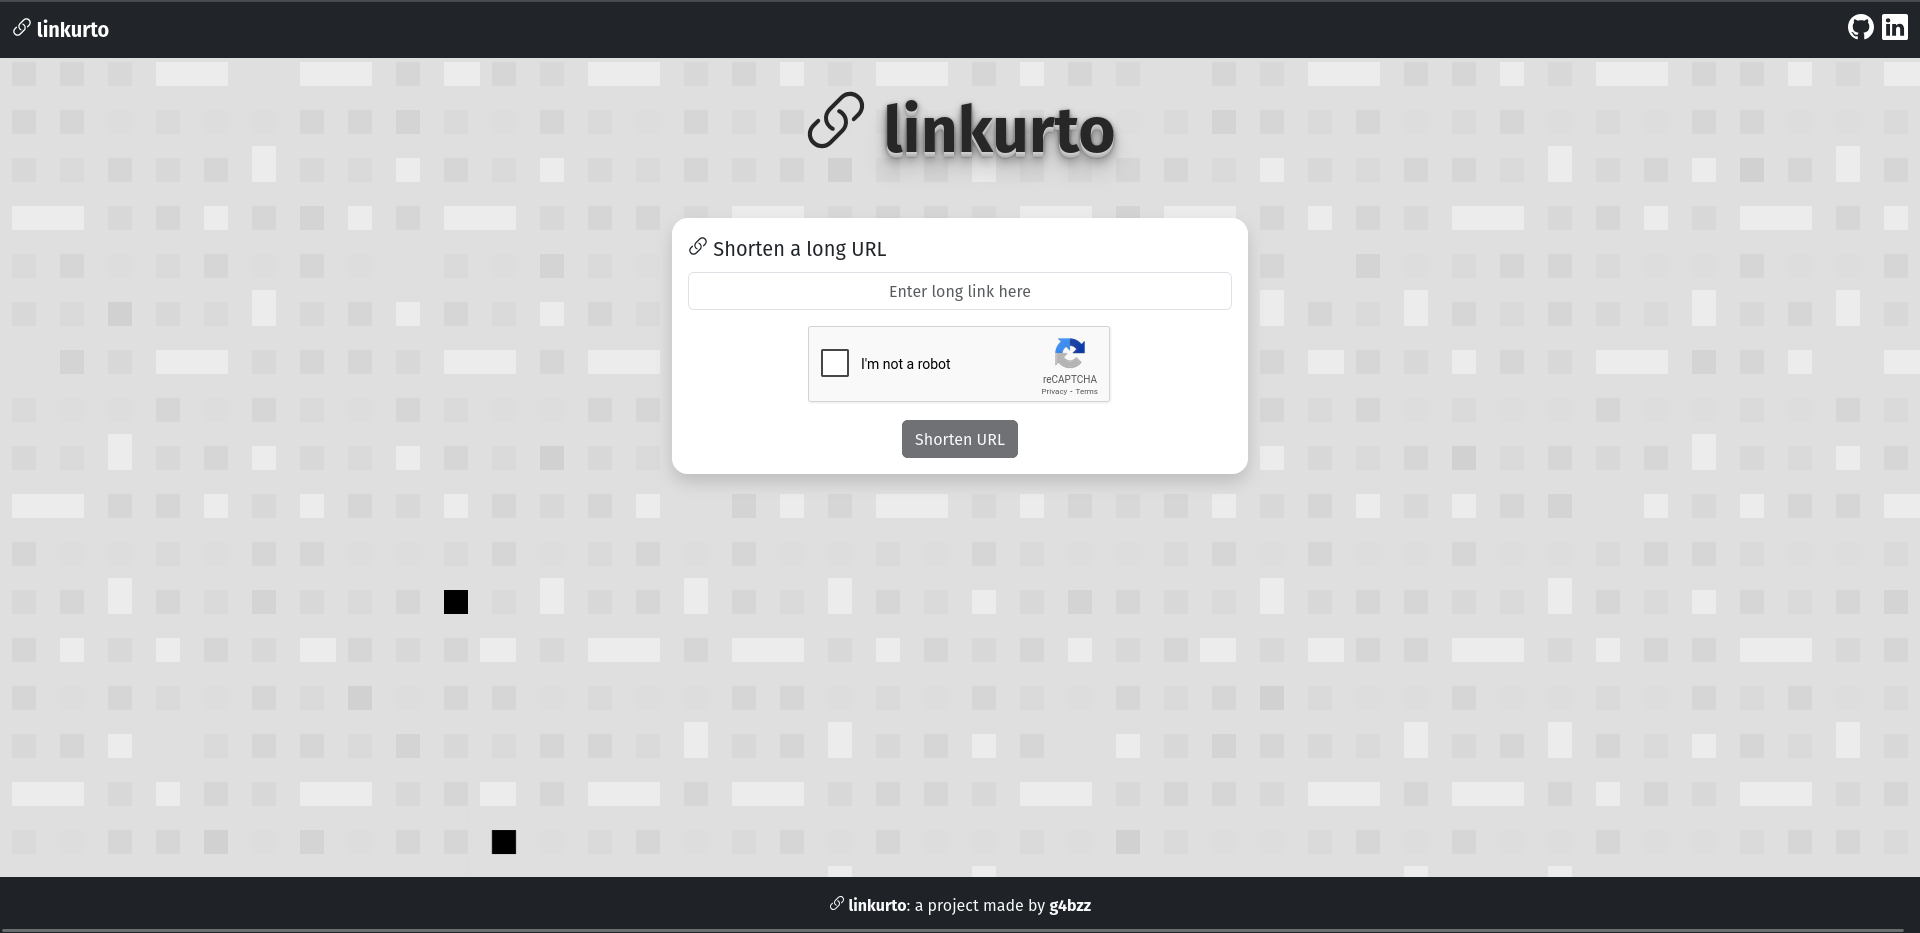 linkurto
linkurto
Shorten a long URL
Enter long link here
I'm not a robot
reCAPTCHA
Privacy - Terms
Shorten URL
linkurto: a project made by g4bzz